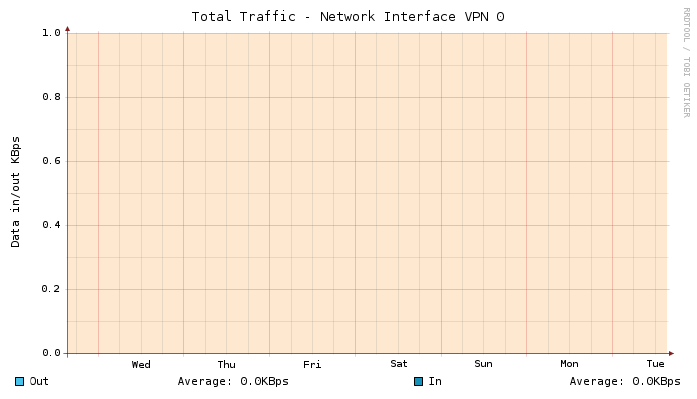 Total Traffic - Network Interface VPN 0
RRDTOOL / TOBI OETIKER
Data in/out KBps
1.0
0.8
0.6
0.4
0.2
0.0
Wed Thu Fri Sat Sun Mon Tue
Out Average: 0.0KBps In Average: 0.0KBps